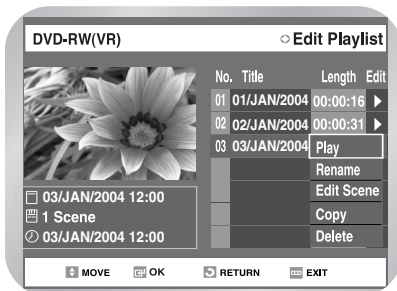 DVD-RW(VR) Edit Playlist
No. Title Length Edit
01 01/JAN/2004 00:00:16
02 02/JAN/2004 00:00:31
03 03/JAN/2004 Play
Rename
Edit Scene
Copy
Delete
03/JAN/2004 12:00
1 Scene
03/JAN/2004 12:00
MOVE OK RETURN EXIT